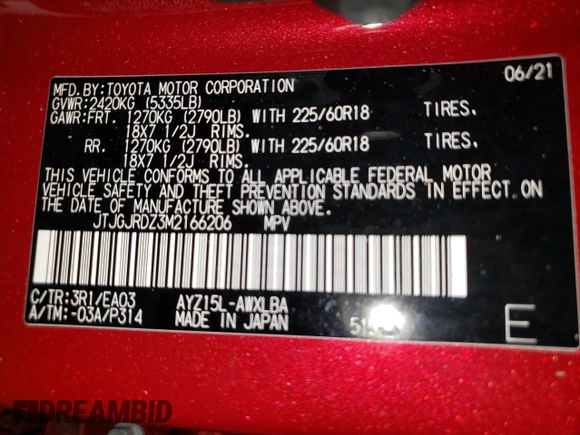 MFD.BY:TOYOTA MOTOR CORPORATION 06/21
GVWR:2420KG (5335LB)
GAWR:FRT. 1270KG (2790LB) WITH 225/60R18 TIRES.
18X7 1/2J RIMS.
RR. 1270KG (2790LB) WITH 225/60R18 TIRES.
18X7 1/2J RIMS.
THIS VEHICLE CONFORMS TO ALL APPLICABLE FEDERAL MOTOR
VEHICLE SAFETY AND THEFT PREVENTION STANDARDS IN EFFECT ON
THE DATE OF MANUFACTURE SHOWN ABOVE.
JTJGJRDZ3M2166206 MPV
C/TR:3R1/EA03 AYZ15L-AWXLBA
A/TM:-03A/P314 MADE IN JAPAN E
DREAMBID